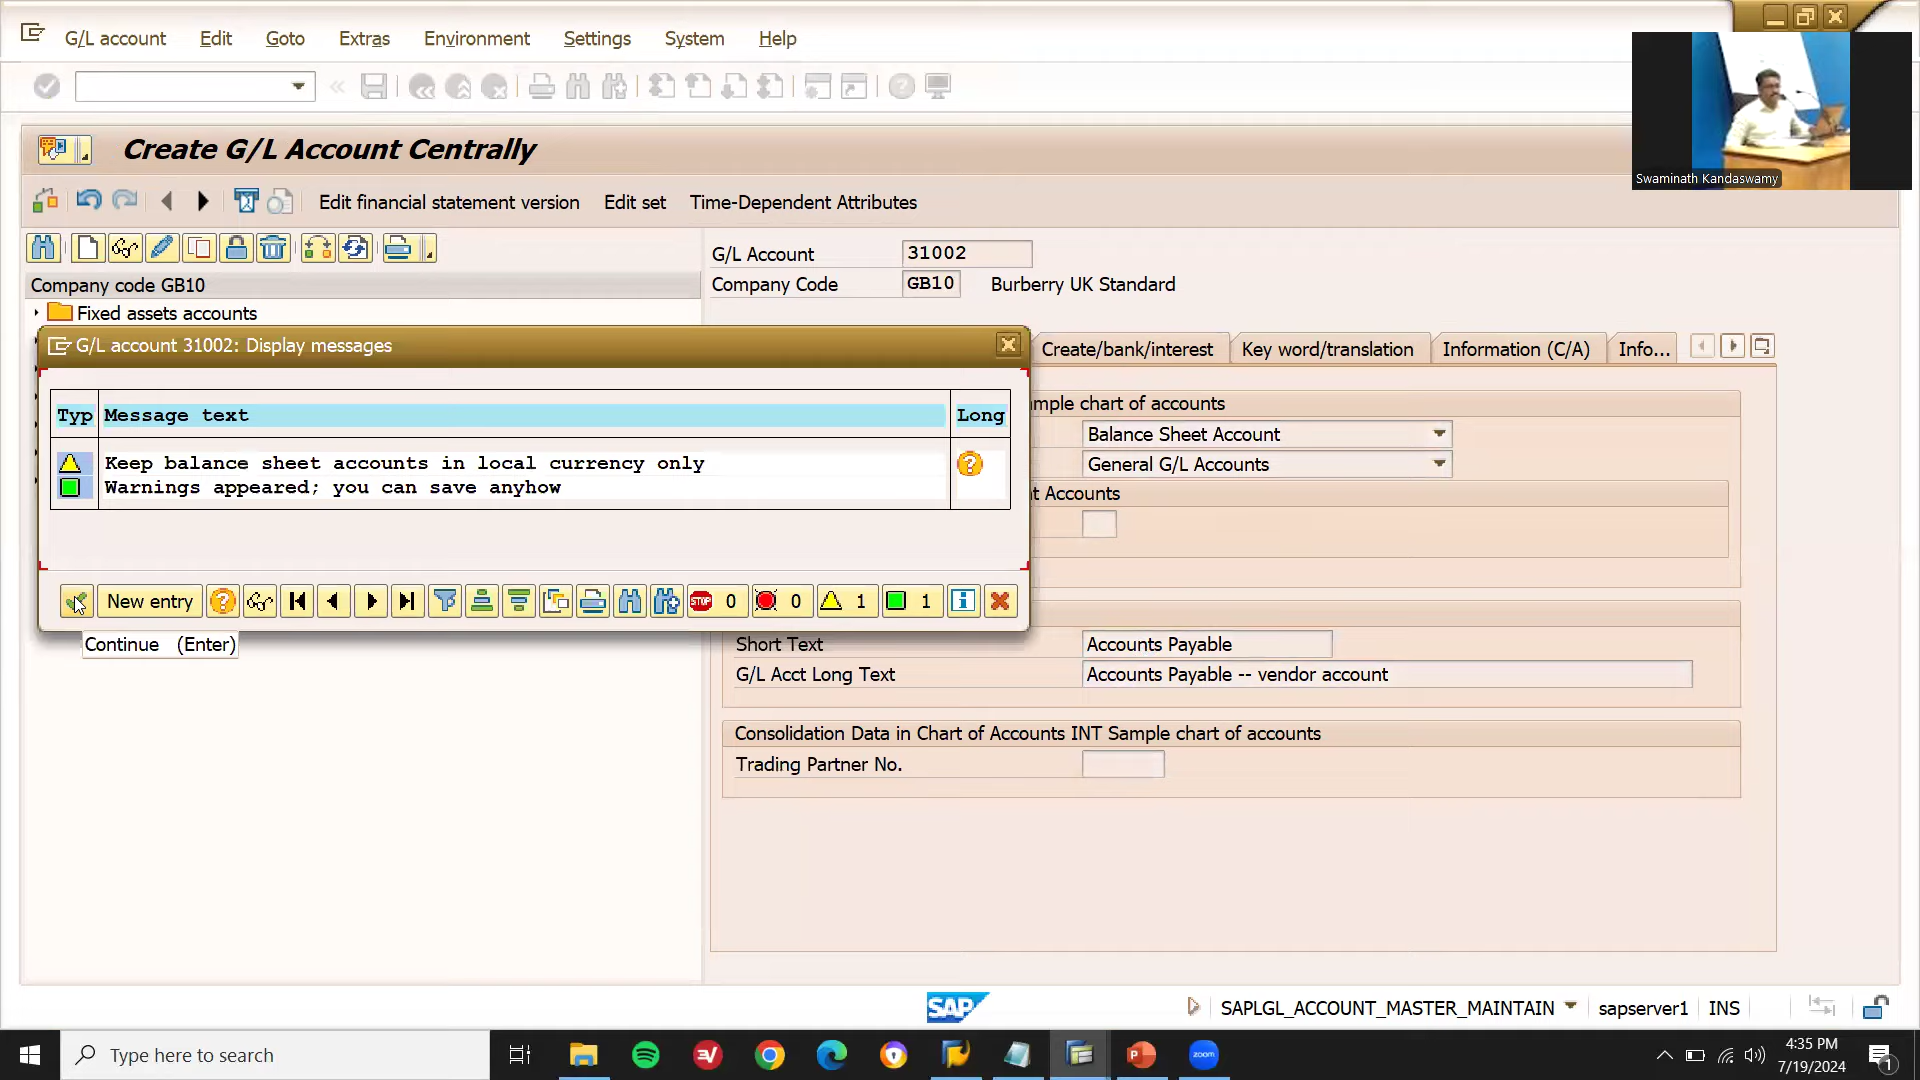 G/L account Edit Goto Extras Environment Settings System Help
Swaminath Kandaswamy
Create G/L Account Centrally
Edit financial statement version Edit set Time-Dependent Attributes
G/L Account 31002
Company Code GB10 Burberry UK Standard
Company code GB10
Fixed assets accounts
G/L account 31002: Display messages
Create/bank/interest Key word/translation Information (C/A) Info...
Typ Message text Long
Keep balance sheet accounts in local currency only
Warnings appeared; you can save anyhow
mple chart of accounts
Balance Sheet Account
General G/L Accounts
t Accounts
New entry STOP 0 0 1 1
Continue (Enter)
Short Text Accounts Payable
G/L Acct Long Text Accounts Payable -- vendor account
Consolidation Data in Chart of Accounts INT Sample chart of accounts
Trading Partner No.
SAP SAPLGL_ACCOUNT_MASTER_MAINTAIN sapserver1 INS
Type here to search
zoom
4:35 PM
7/19/2024
1